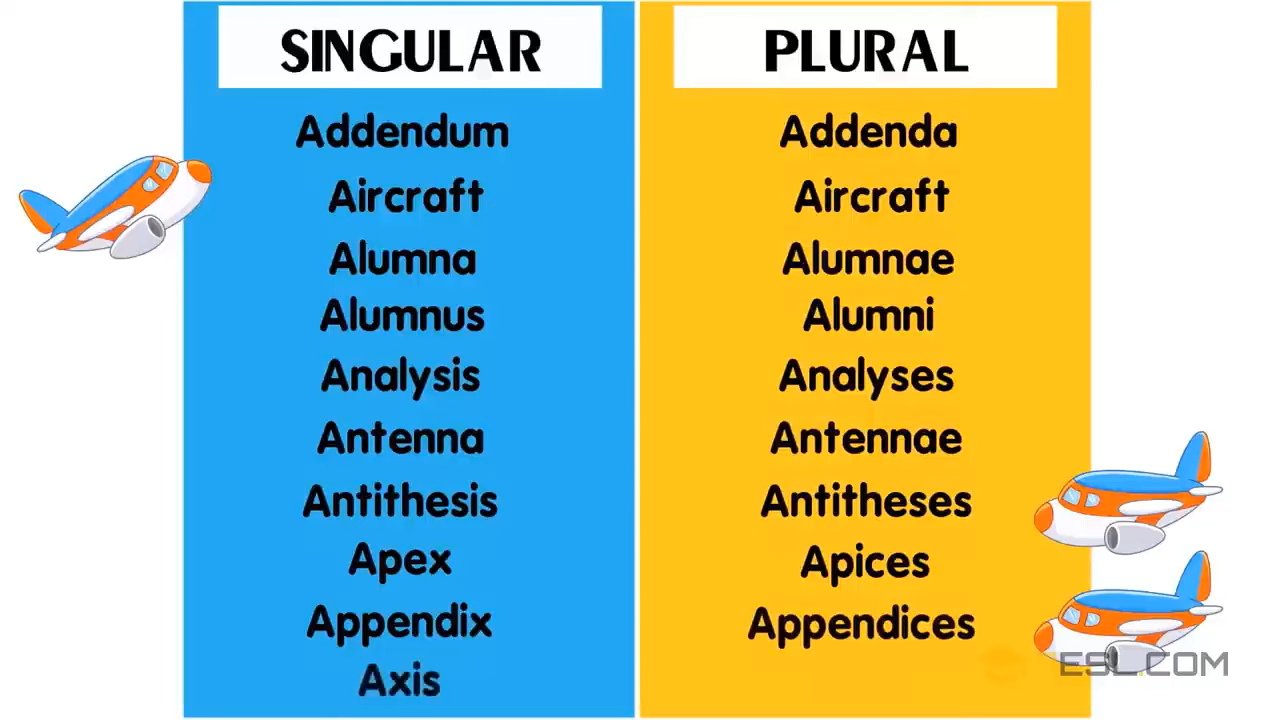 SINGULAR PLURAL
Addendum Addenda
Aircraft Aircraft
Alumna Alumnae
Alumnus Alumni
Analysis Analyses
Antenna Antennae
Antithesis Antitheses
Apex Apices
Appendix Appendices
Axis
ESL.COM